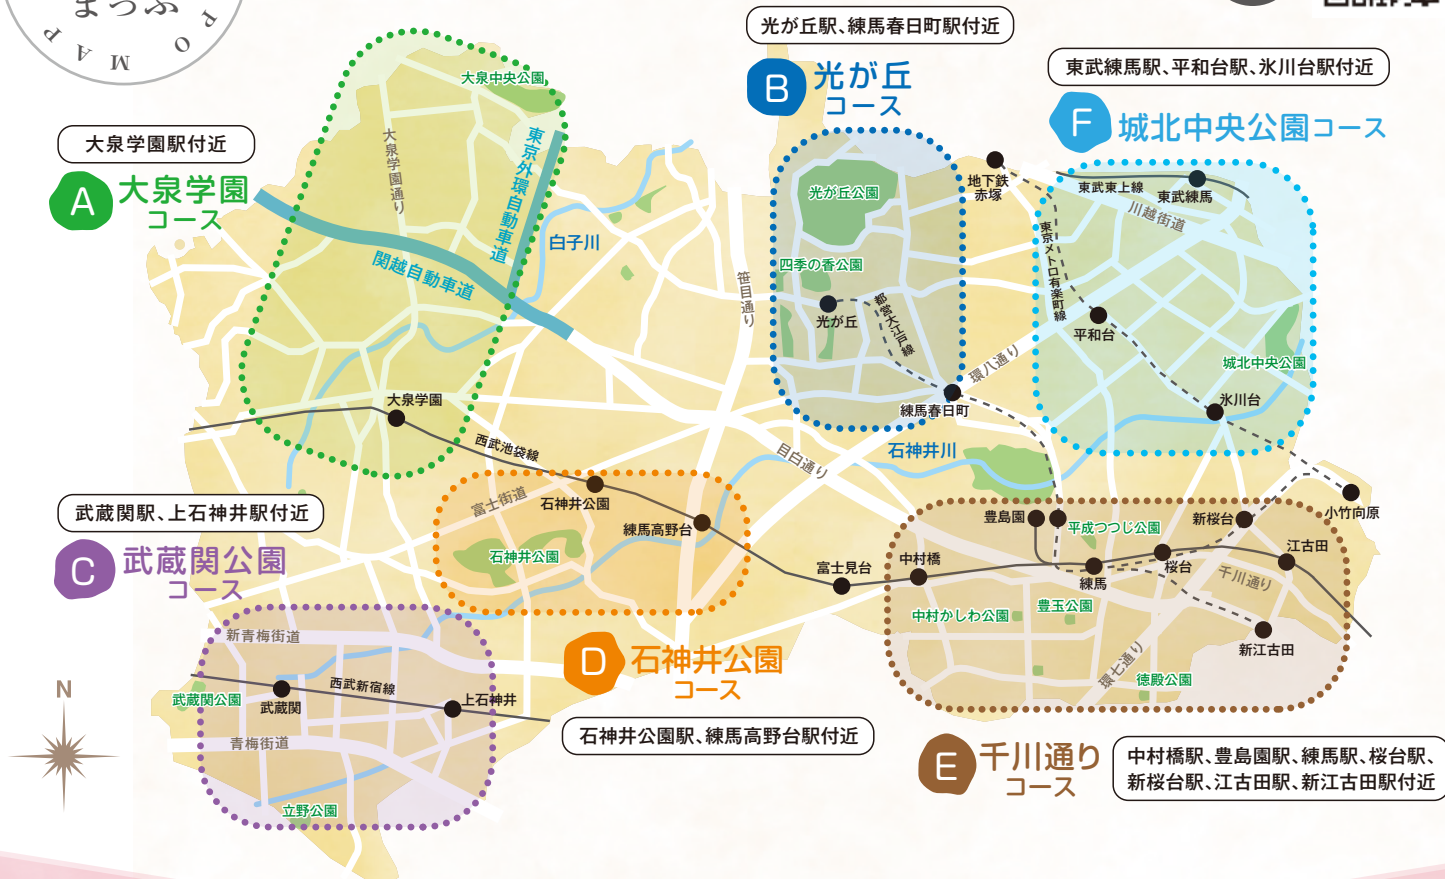 まっぷ
POMAP
光が丘駅、練馬春日町駅付近
B 光が丘
コース
東武練馬駅、平和台駅、氷川台駅付近
F 城北中央公園コース
大泉学園駅付近
A 大泉学園
コース
大泉中央公園
大泉学園通り
東京外環自動車道
関越自動車道
白子川
笹目通り
光が丘公園
四季の香公園
光が丘
都営大江戸線
練馬春日町
環八通り
地下鉄
赤塚
東武東上線
東武練馬
川越街道
東京メトロ有楽町線
平和台
城北中央公園
氷川台
大泉学園
西武池袋線
目白通り
石神井川
武蔵関駅、上石神井駅付近
C 武蔵関公園
コース
富士街道
石神井公園
練馬高野台
石神井公園
富士見台
中村橋
豊島園
平成つつじ公園
新桜台
小竹向原
江古田
桜台
練馬
千川通り
豊玉公園
中村かしわ公園
新江古田
環七通り
徳殿公園
新青梅街道
西武新宿線
武蔵関公園
武蔵関
上石神井
青梅街道
立野公園
N
D 石神井公園
コース
石神井公園駅、練馬高野台駅付近
E 千川通り
コース
中村橋駅、豊島園駅、練馬駅、桜台駅、
新桜台駅、江古田駅、新江古田駅付近